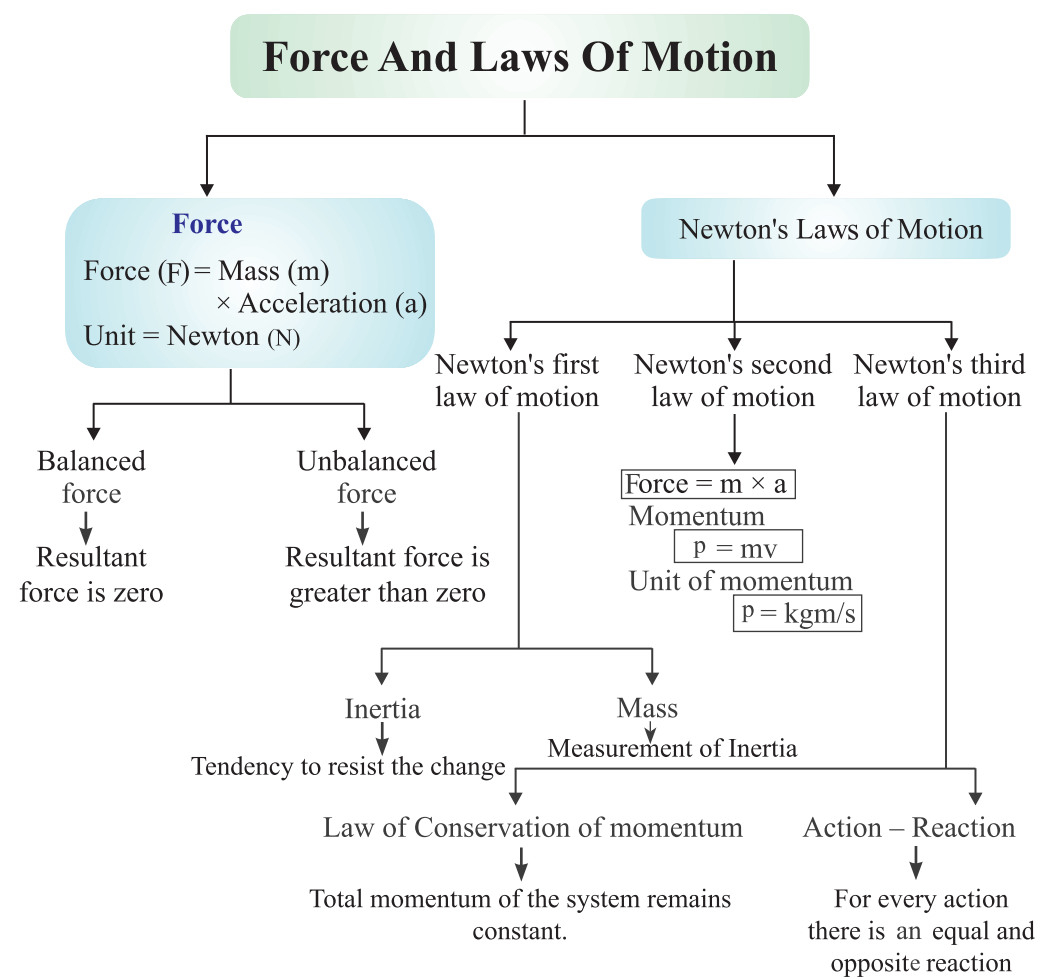 Force And Laws Of Motion
Force
Force (F) = Mass (m)
× Acceleration (a)
Unit = Newton (N)
Newton's Laws of Motion
Newton's first
law of motion
Newton's second
law of motion
Newton's third
law of motion
Balanced
force
Resultant
force is zero
Unbalanced
force
Resultant force is
greater than zero
Force = m × a
Momentum
p = mv
Unit of momentum
p = kgm/s
Inertia
Tendency to resist the change
Mass
Measurement of Inertia
Law of Conservation of momentum
Total momentum of the system remains
constant.
Action – Reaction
For every action
there is an equal and
opposite reaction